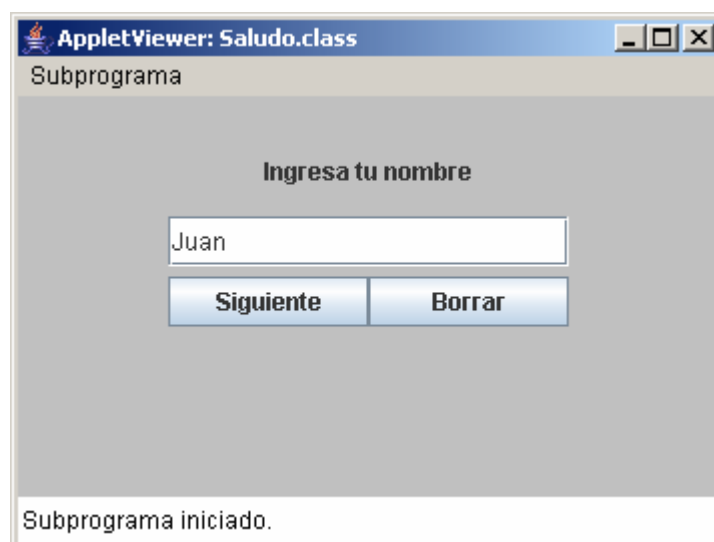 AppletViewer: Saludo.class
Subprograma
Ingresa tu nombre
Juan
Siguiente Borrar
Subprograma iniciado.